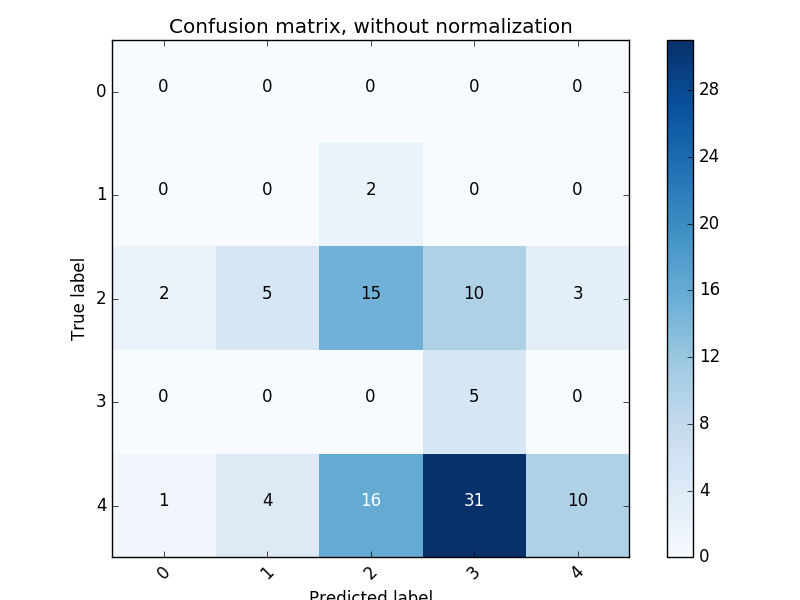 Confusion matrix, without normalization
0 0 0 0 0 0
1 0 0 2 0 0
2 2 5 15 10 3
3 0 0 0 5 0
4 1 4 16 31 10
0 1 2 3 4
True label
Predicted label
28
24
20
16
12
8
4
0